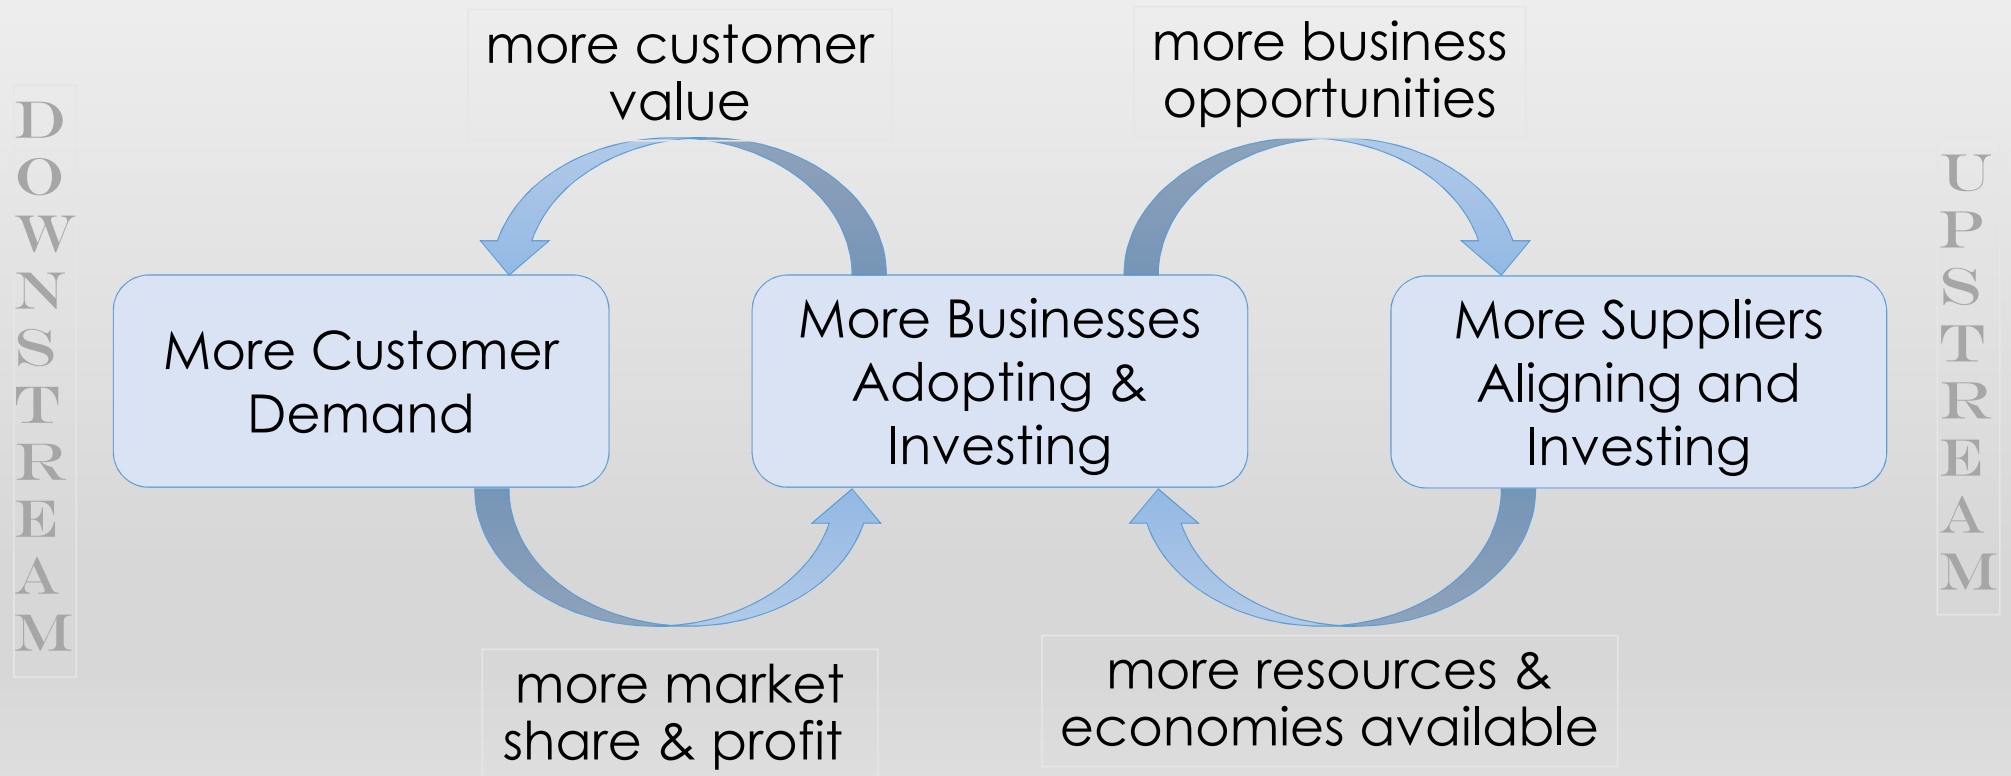 more customer
value
more business
opportunities
DOWNSTREAM
UPSTREAM
More Customer
Demand
More Businesses
Adopting &
Investing
More Suppliers
Aligning and
Investing
more market
share & profit
more resources &
economies available